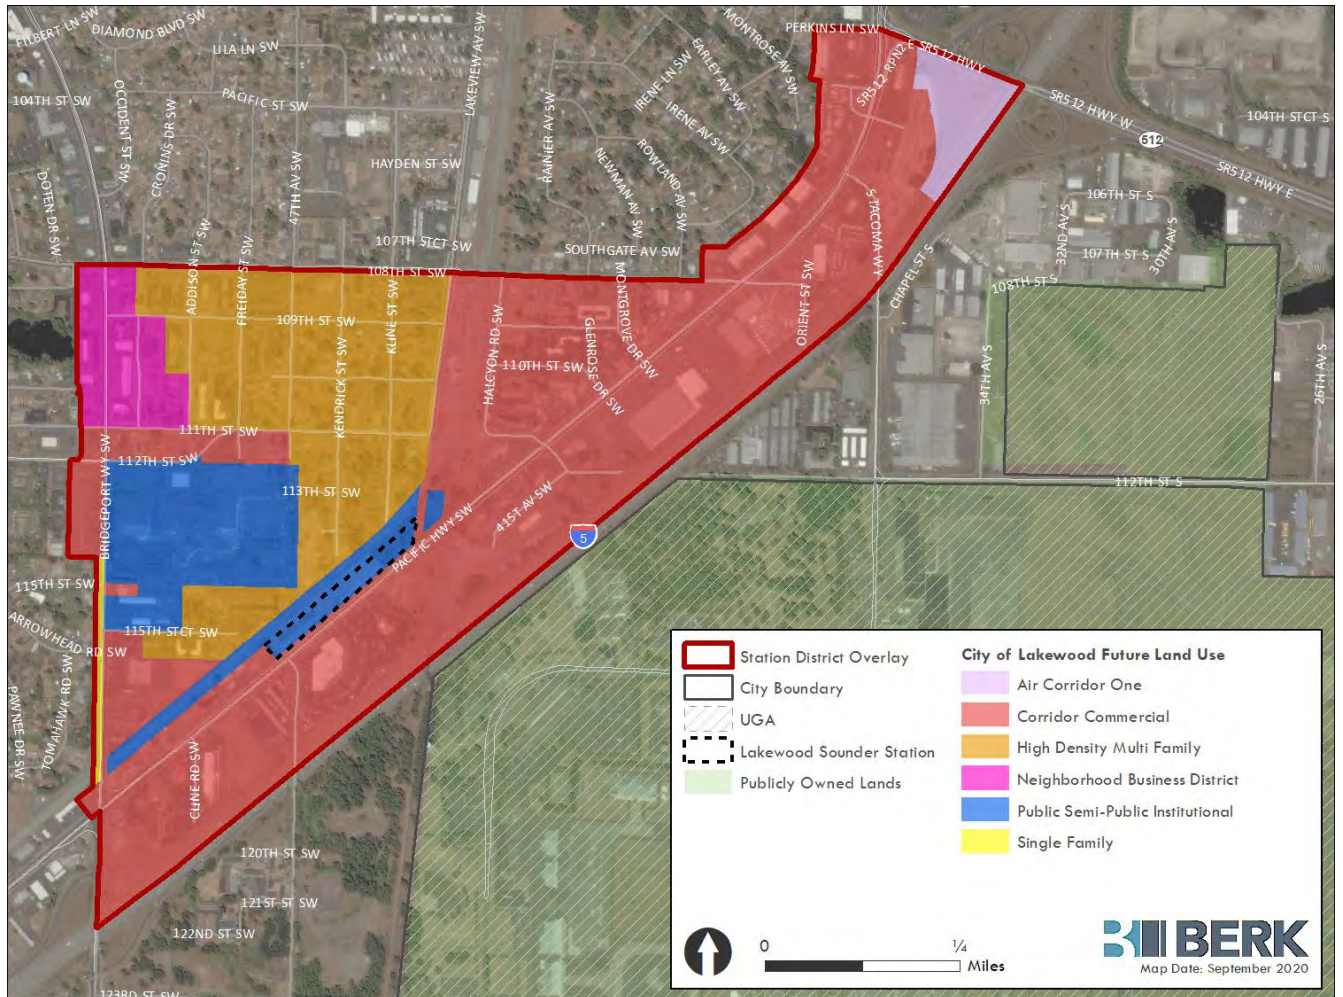 FILBERT LN SW
DIAMOND BLVD SW
LILA LN SW
LAKEVIEW AV SW
MONTROSE AV SW
PERKINS LN SW
EARLEY AV SW
SR512 RPNZ E
SR512 HWY
104TH ST SW
OCCIDENT ST SW
PACIFIC ST SW
CRONINS DR SW
IRENE LN SW
IRENE AV SW
RAINIER AV SW
SR512 HWY W
104TH STCT S
512
HAYDEN ST SW
47TH AV SW
NEWMAN AV SW
ROWLAND AV SW
SR512 HWY E
DOTEN DR SW
ADDISON ST SW
FREIDAY ST SW
107TH STCT SW
SOUTHGATE AV SW
S TACOMA WY
106TH ST S
32ND AV S
107TH ST S
30TH AV S
108TH ST SW
MONTGROVE DR SW
ORIENT ST SW
CHAPEL ST S
108TH ST S
109TH ST SW
KLINE ST SW
HALCYON RD SW
GLENROSE DR SW
110TH ST SW
KENDRICK ST SW
34TH AV S
26TH AV S
111TH ST SW
112TH ST SW
BRIDGEPORT WY SW
113TH ST SW
41ST AV SW
PACIFIC HWY SW
112TH ST S
5
115TH ST SW
ARROWHEAD RD SW
115TH STCT SW
PAWNEE DR SW
TOMAHAWK RD SW
CLINE RD SW
120TH ST SW
121ST ST SW
122ND ST SW
123RD ST SW
Station District Overlay
City Boundary
UGA
Lakewood Sounder Station
Publicly Owned Lands
City of Lakewood Future Land Use
Air Corridor One
Corridor Commercial
High Density Multi Family
Neighborhood Business District
Public Semi-Public Institutional
Single Family
0
¼
Miles
BERK
Map Date: September 2020